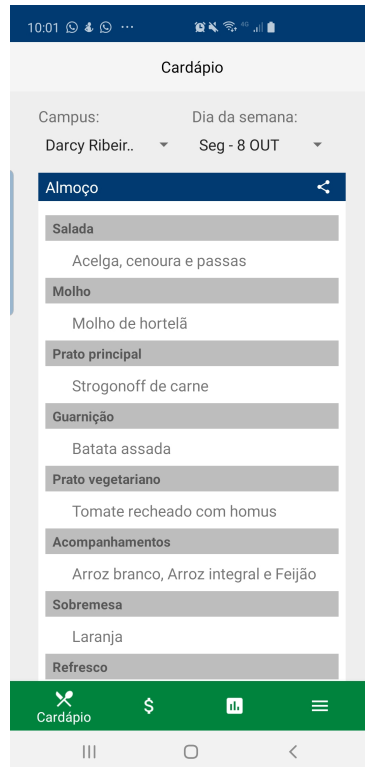 10:01
4G
Cardápio
Campus:
Dia da semana:
Darcy Ribeir..
Seg - 8 OUT
Almoço
Salada
Acelga, cenoura e passas
Molho
Molho de hortelã
Prato principal
Strogonoff de carne
Guarnição
Batata assada
Prato vegetariano
Tomate recheado com homus
Acompanhamentos
Arroz branco, Arroz integral e Feijão
Sobremesa
Laranja
Refresco
$
Cardápio